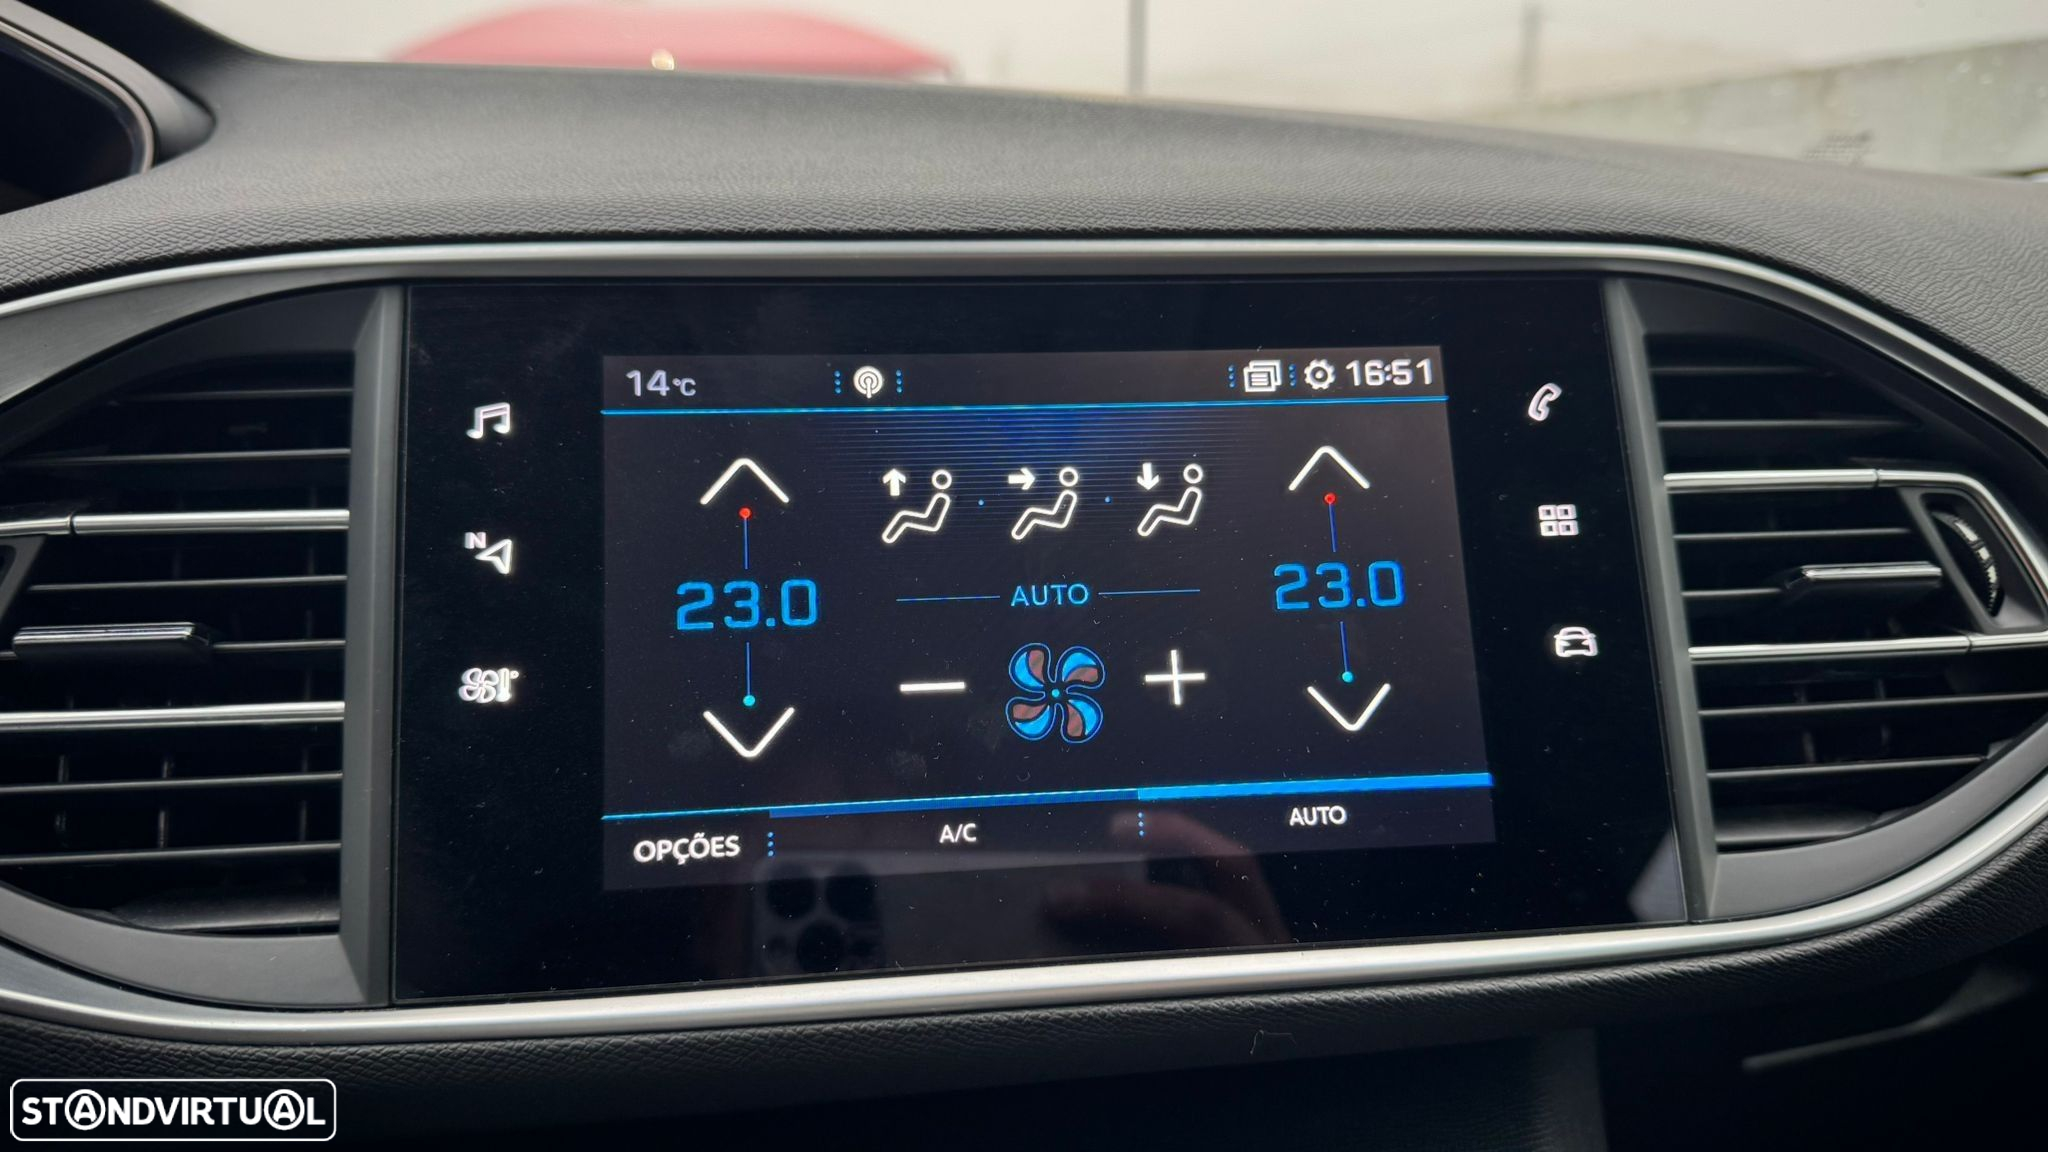 14°C 16:51
N
23.0 AUTO 23.0
OPÇÕES A/C AUTO
STANDVIRTUAL